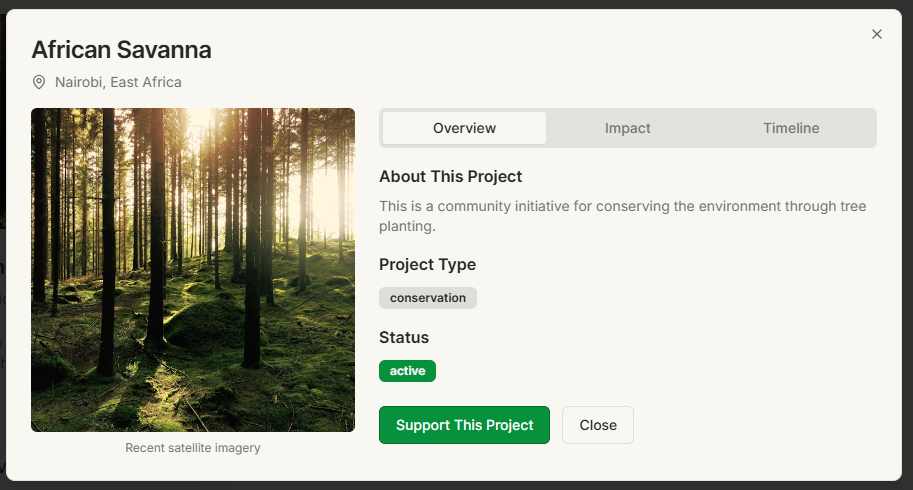 African Savanna
Nairobi, East Africa
Recent satellite imagery
Overview
Impact
Timeline
About This Project
This is a community initiative for conserving the environment through tree
planting.
Project Type
conservation
Status
active
Support This Project
Close